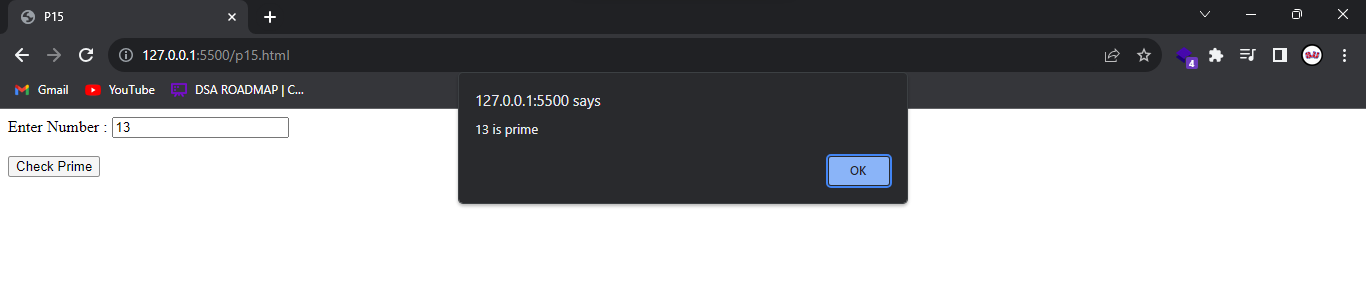 P15
127.0.0.1:5500/p15.html
4
Gmail YouTube DSA ROADMAP | C...
127.0.0.1:5500 says
13 is prime
OK
Enter Number : 13
Check Prime